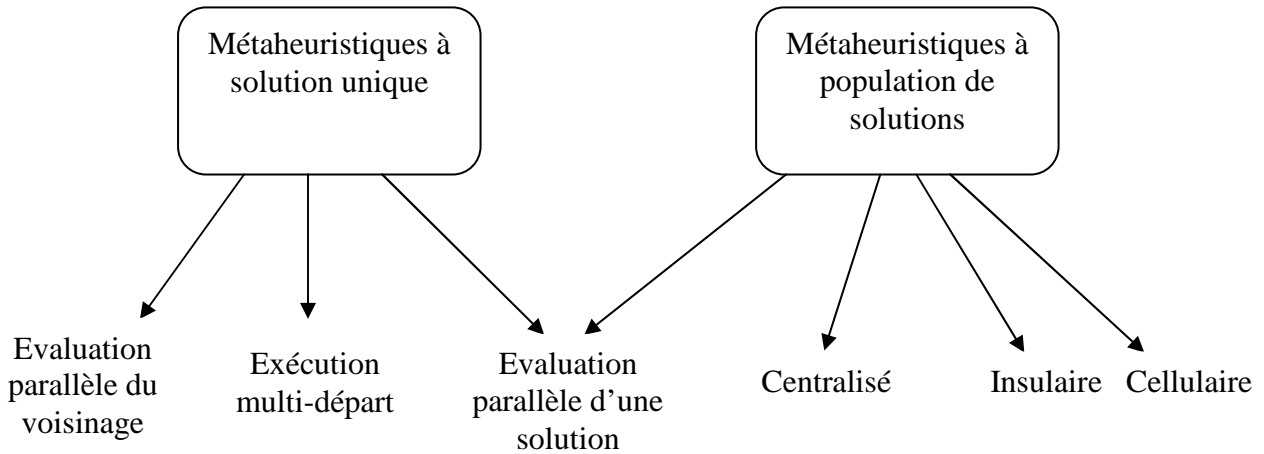 Métaheuristiques à
solution unique
Métaheuristiques à
population de
solutions
Evaluation
parallèle du
voisinage
Exécution
multi-départ
Evaluation
parallèle d’une
solution
Centralisé
Insulaire
Cellulaire